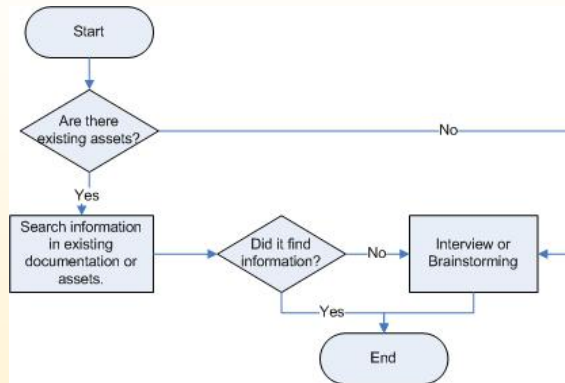 Start
Are there
existing assets?
No
Yes
Search information
in existing
documentation or
assets.
Did it find
information?
No
Interview or
Brainstorming
Yes
End